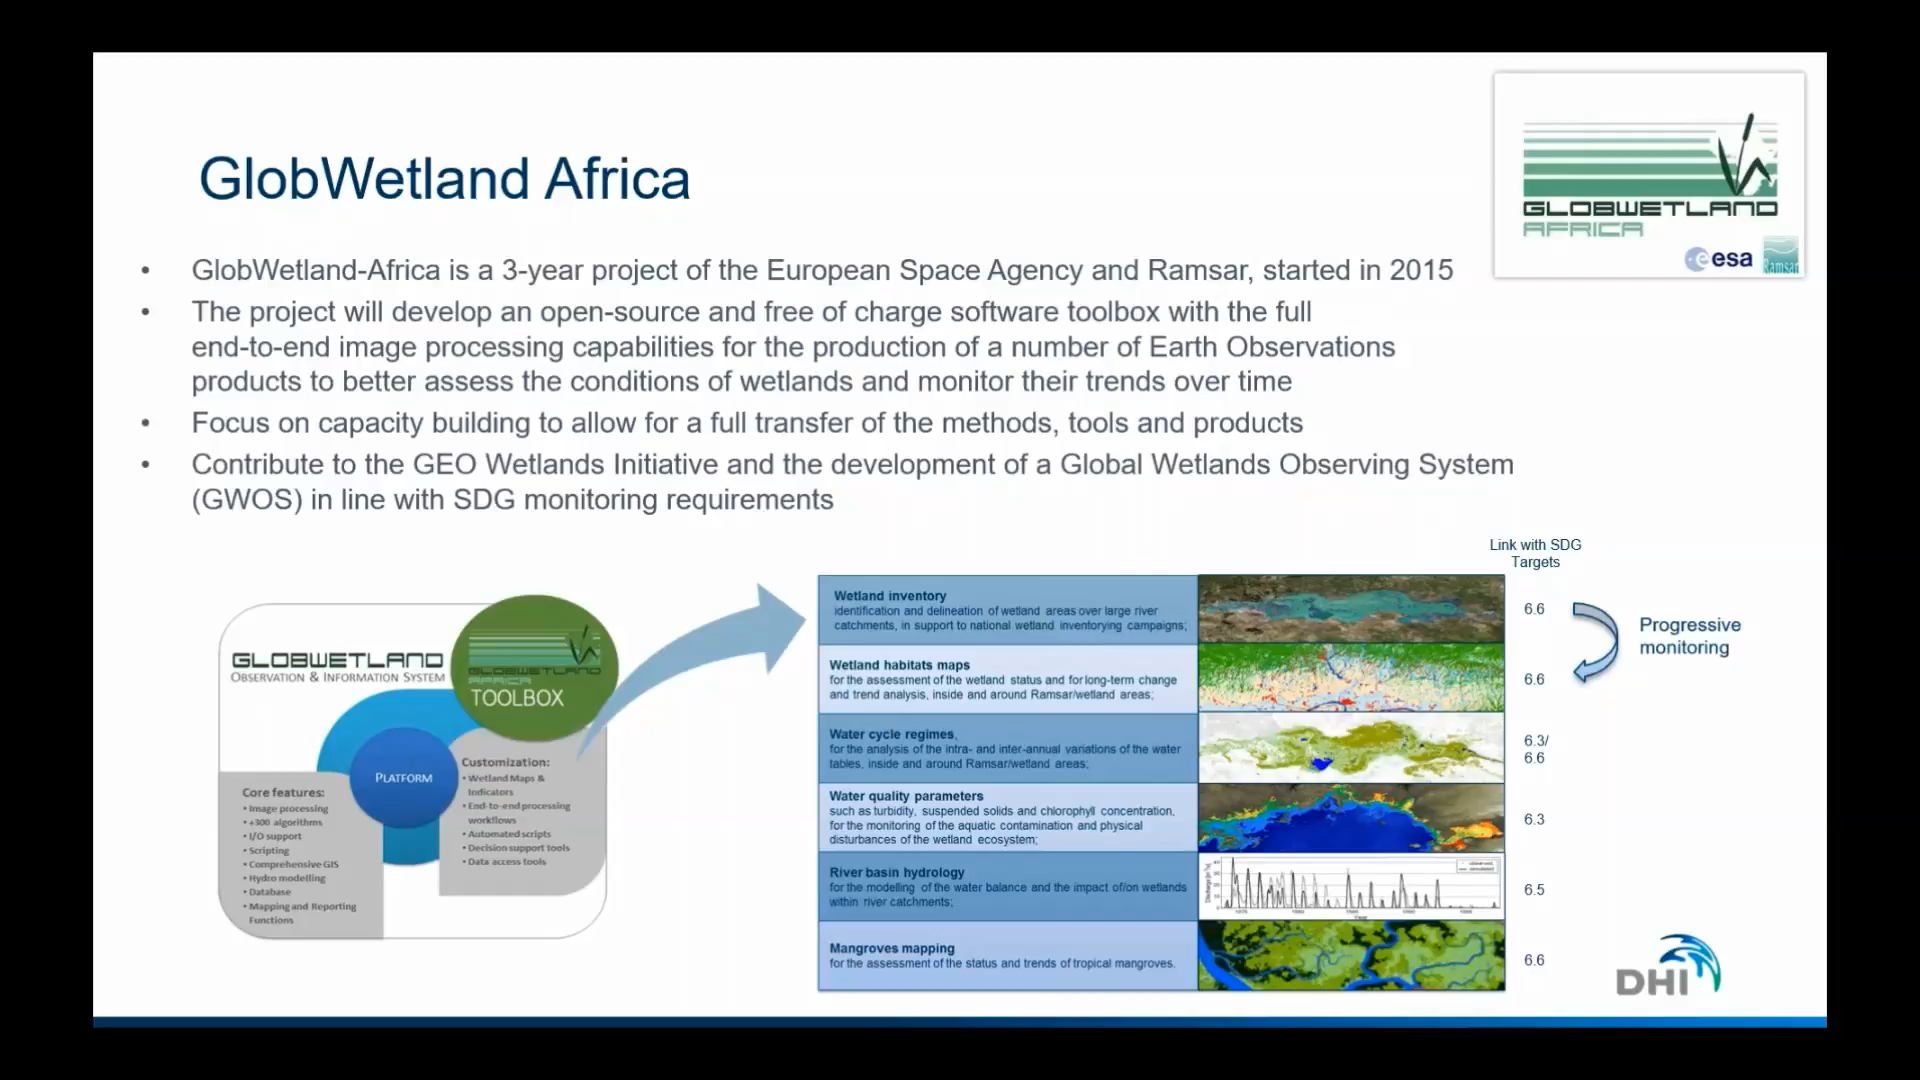 GlobWetland Africa
GLOBWETLAND
AFRICA
esa
Ramsar
• GlobWetland-Africa is a 3-year project of the European Space Agency and Ramsar, started in 2015
• The project will develop an open-source and free of charge software toolbox with the full
end-to-end image processing capabilities for the production of a number of Earth Observations
products to better assess the conditions of wetlands and monitor their trends over time
• Focus on capacity building to allow for a full transfer of the methods, tools and products
• Contribute to the GEO Wetlands Initiative and the development of a Global Wetlands Observing System
(GWOS) in line with SDG monitoring requirements
GLOBWETLAND
OBSERVATION & INFORMATION SYSTEM
GLOBWETLAND
AFRICA
TOOLBOX
PLATFORM
Core features:
• Image processing
• +300 algorithms
• I/O support
• Scripting
• Comprehensive GIS
• Hydro modelling
• Database
• Mapping and Reporting
Functions
Customization:
• Wetland Maps &
Indicators
• End-to-end processing
workflows
• Automated scripts
• Decision support tools
• Data access tools
Link with SDG
Targets
Wetland inventory
identification and delineation of wetland areas over large river
catchments, in support to national wetland inventorying campaigns;
6.6
Wetland habitats maps
for the assessment of the wetland status and for long-term change
and trend analysis, inside and around Ramsar/wetland areas;
6.6
Progressive
monitoring
Water cycle regimes,
for the analysis of the intra- and inter-annual variations of the water
tables, inside and around Ramsar/wetland areas;
6.3/
6.6
Water quality parameters
such as turbidity, suspended solids and chlorophyll concentration,
for the monitoring of the aquatic contamination and physical
disturbances of the wetland ecosystem;
6.3
River basin hydrology
for the modelling of the water balance and the impact of/on wetlands
within river catchments;
6.5
Mangroves mapping
for the assessment of the status and trends of tropical mangroves.
6.6
DHI